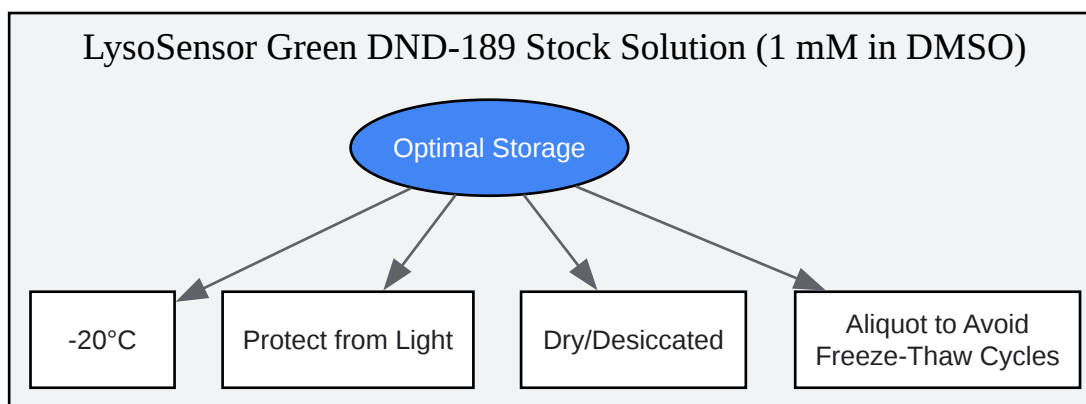 LysoSensor Green DND-189 Stock Solution (1 mM in DMSO)
Optimal Storage
-20°C
Protect from Light
Dry/Desiccated
Aliquot to Avoid
Freeze-Thaw Cycles